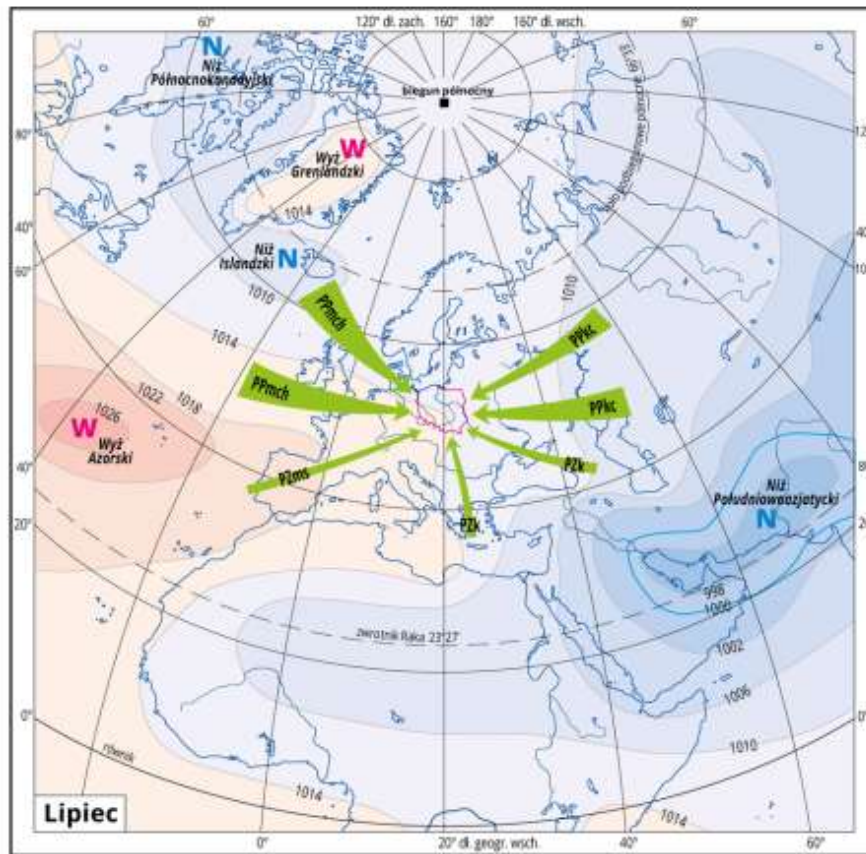 60°
120° dł. zach.
160°
180°
160° dł. wsch.
60°
N
Niż
Północnokanadyjski
biegun północny
80°
W
Wyż
Grenlandzki
1014
40°
60°
Niż
Islandzki
N
1010
1010
1014
PPmch
PPkc
PPmch
PPkc
1022
1018
1026
W
Wyż
Azorski
PZms
PZk
PZk
40°
20°
Niż
Południowoazjatycki
N
998
1000
zwrotnik Raka 23°27'
1002
1006
0°
równik
1010
1014
1014
Lipiec
0°
20° dł. geogr. wsch.
40°
60°